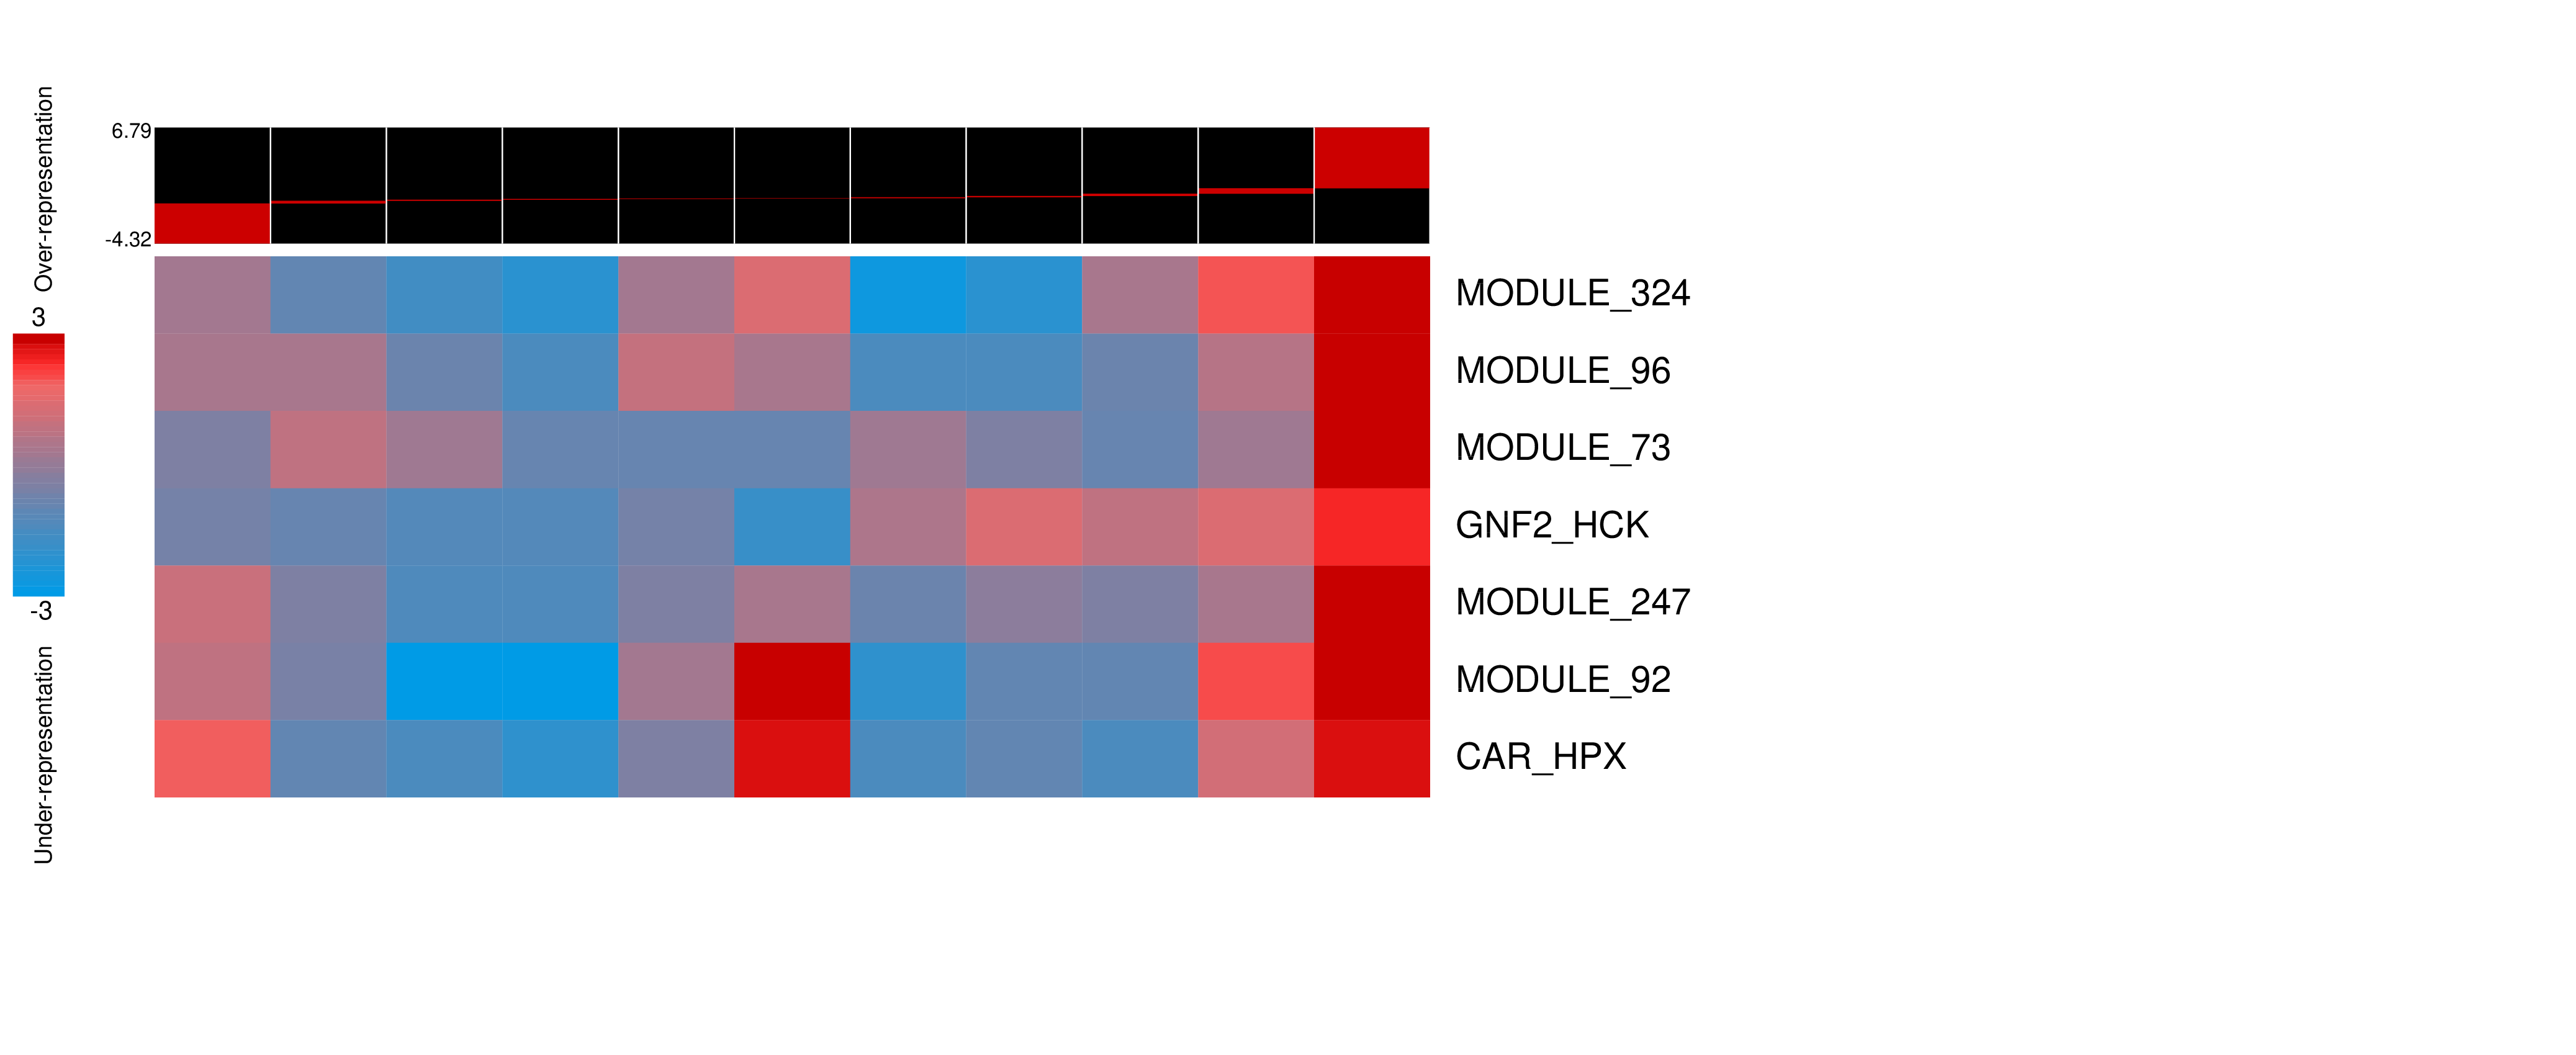 Over-representation
3
-3
Under-representation
6.79
-4.32
MODULE_324
MODULE_96
MODULE_73
GNF2_HCK
MODULE_247
MODULE_92
CAR_HPX